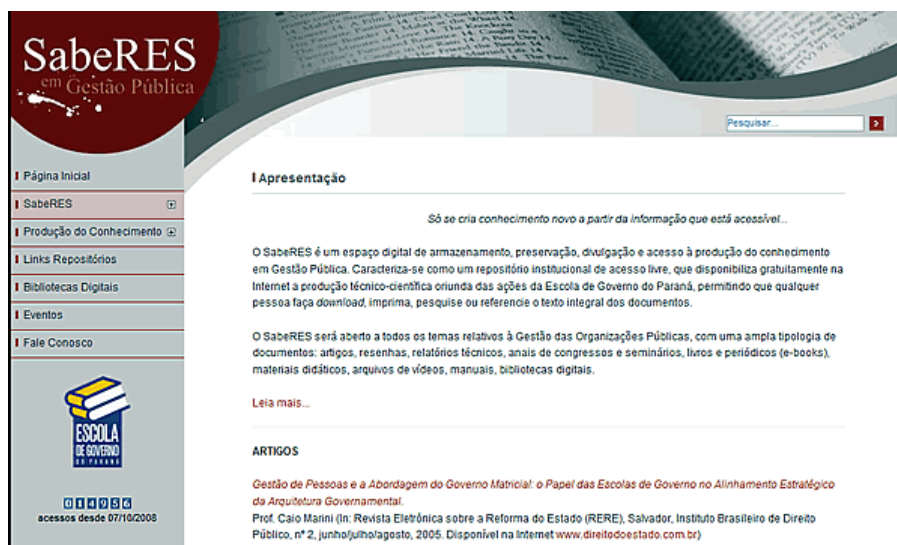 SabeRES
em Gestão Pública
Pesquisar...
Página Inicial
SabeRES
Produção do Conhecimento
Links Repositórios
Bibliotecas Digitais
Eventos
Fale Conosco
ESCOLA
DE GOVERNO
DO PARANÁ
014956
acessos desde 07/10/2008
Apresentação
Só se cria conhecimento novo a partir da informação que está acessível...
O SabeRES é um espaço digital de armazenamento, preservação, divulgação e acesso à produção do conhecimento
em Gestão Pública. Caracteriza-se como um repositório institucional de acesso livre, que disponibiliza gratuitamente na
Internet a produção técnico-científica oriunda das ações da Escola de Governo do Paraná, permitindo que qualquer
pessoa faça download, imprima, pesquise ou referencie o texto integral dos documentos.
O SabeRES será aberto a todos os temas relativos à Gestão das Organizações Públicas, com uma ampla tipologia de
documentos: artigos, resenhas, relatórios técnicos, anais de congressos e seminários, livros e periódicos (e-books),
materiais didáticos, arquivos de vídeos, manuais, bibliotecas digitais.
Leia mais...
ARTIGOS
Gestão de Pessoas e a Abordagem do Governo Matricial: o Papel das Escolas de Governo no Alinhamento Estratégico
da Arquitetura Governamental.
Prof. Caio Marini (In: Revista Eletrônica sobre a Reforma do Estado (RERE), Salvador, Instituto Brasileiro de Direito
Público, nº 2, junho/julho/agosto, 2005. Disponível na Internet www.direitodoestado.com.br)